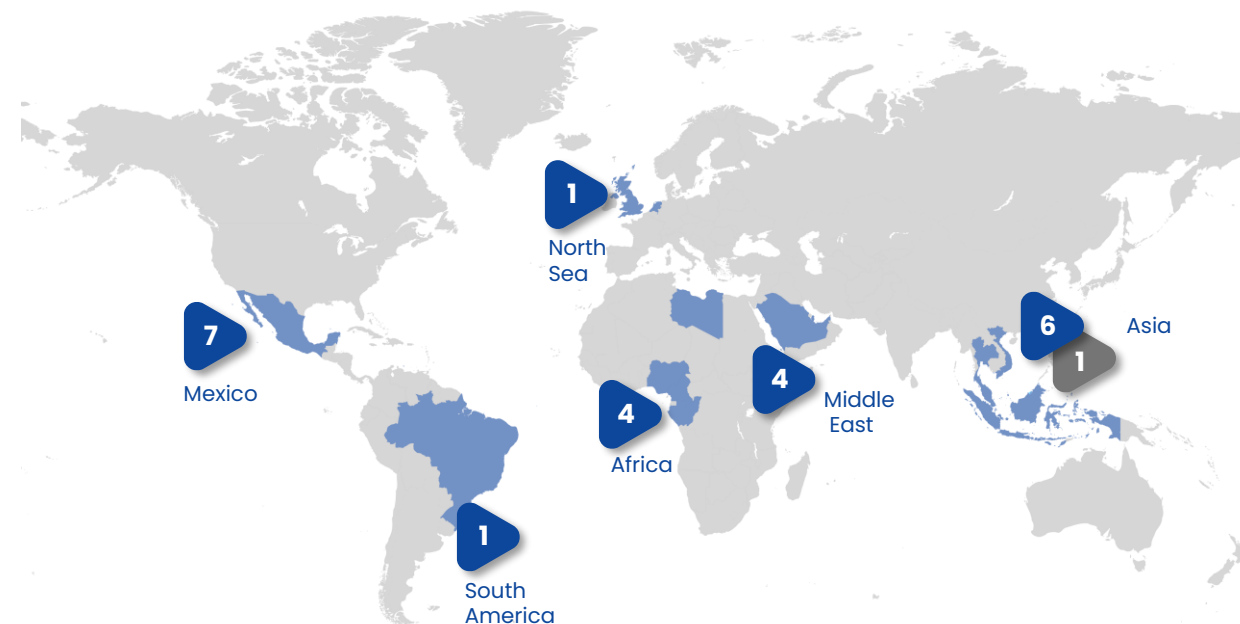 1
North
Sea
7
Mexico
6
1
Asia
4
Middle
East
4
Africa
1
South
America